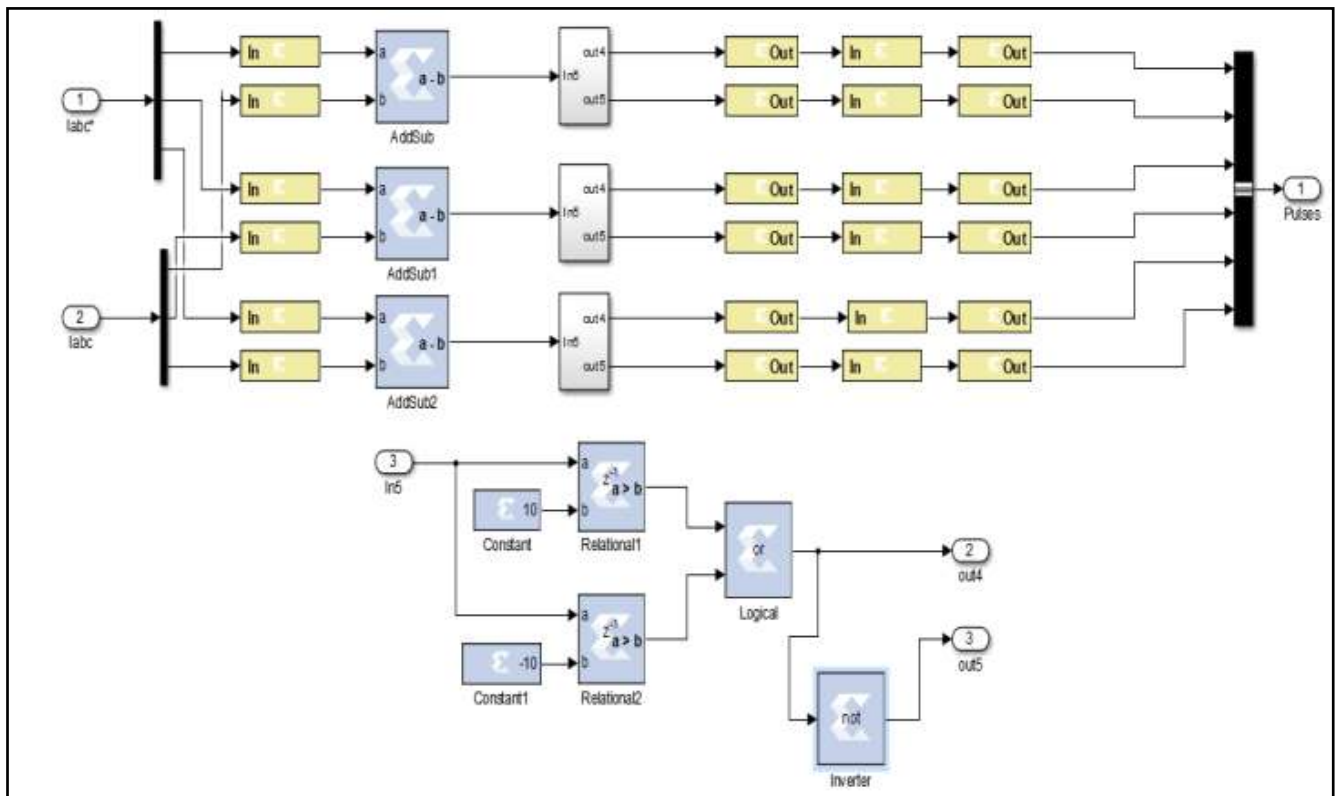 In
a
a - b
b
AddSub
In
1
Iabc*
In5
out4
out5
Out
In
Out
Out
In
Out
In
a
a - b
b
AddSub1
In
In5
out4
out5
Out
In
Out
Out
In
Out
1
Pulses
2
Iabc
In
a
a - b
b
AddSub2
In
In5
out4
out5
Out
In
Out
Out
In
Out
3
In5
a
z-1
a > b
b
Relational1
10
Constant
a
z-1
a > b
b
Relational2
-10
Constant1
or
Logical
2
out4
3
out5
not
Inverter